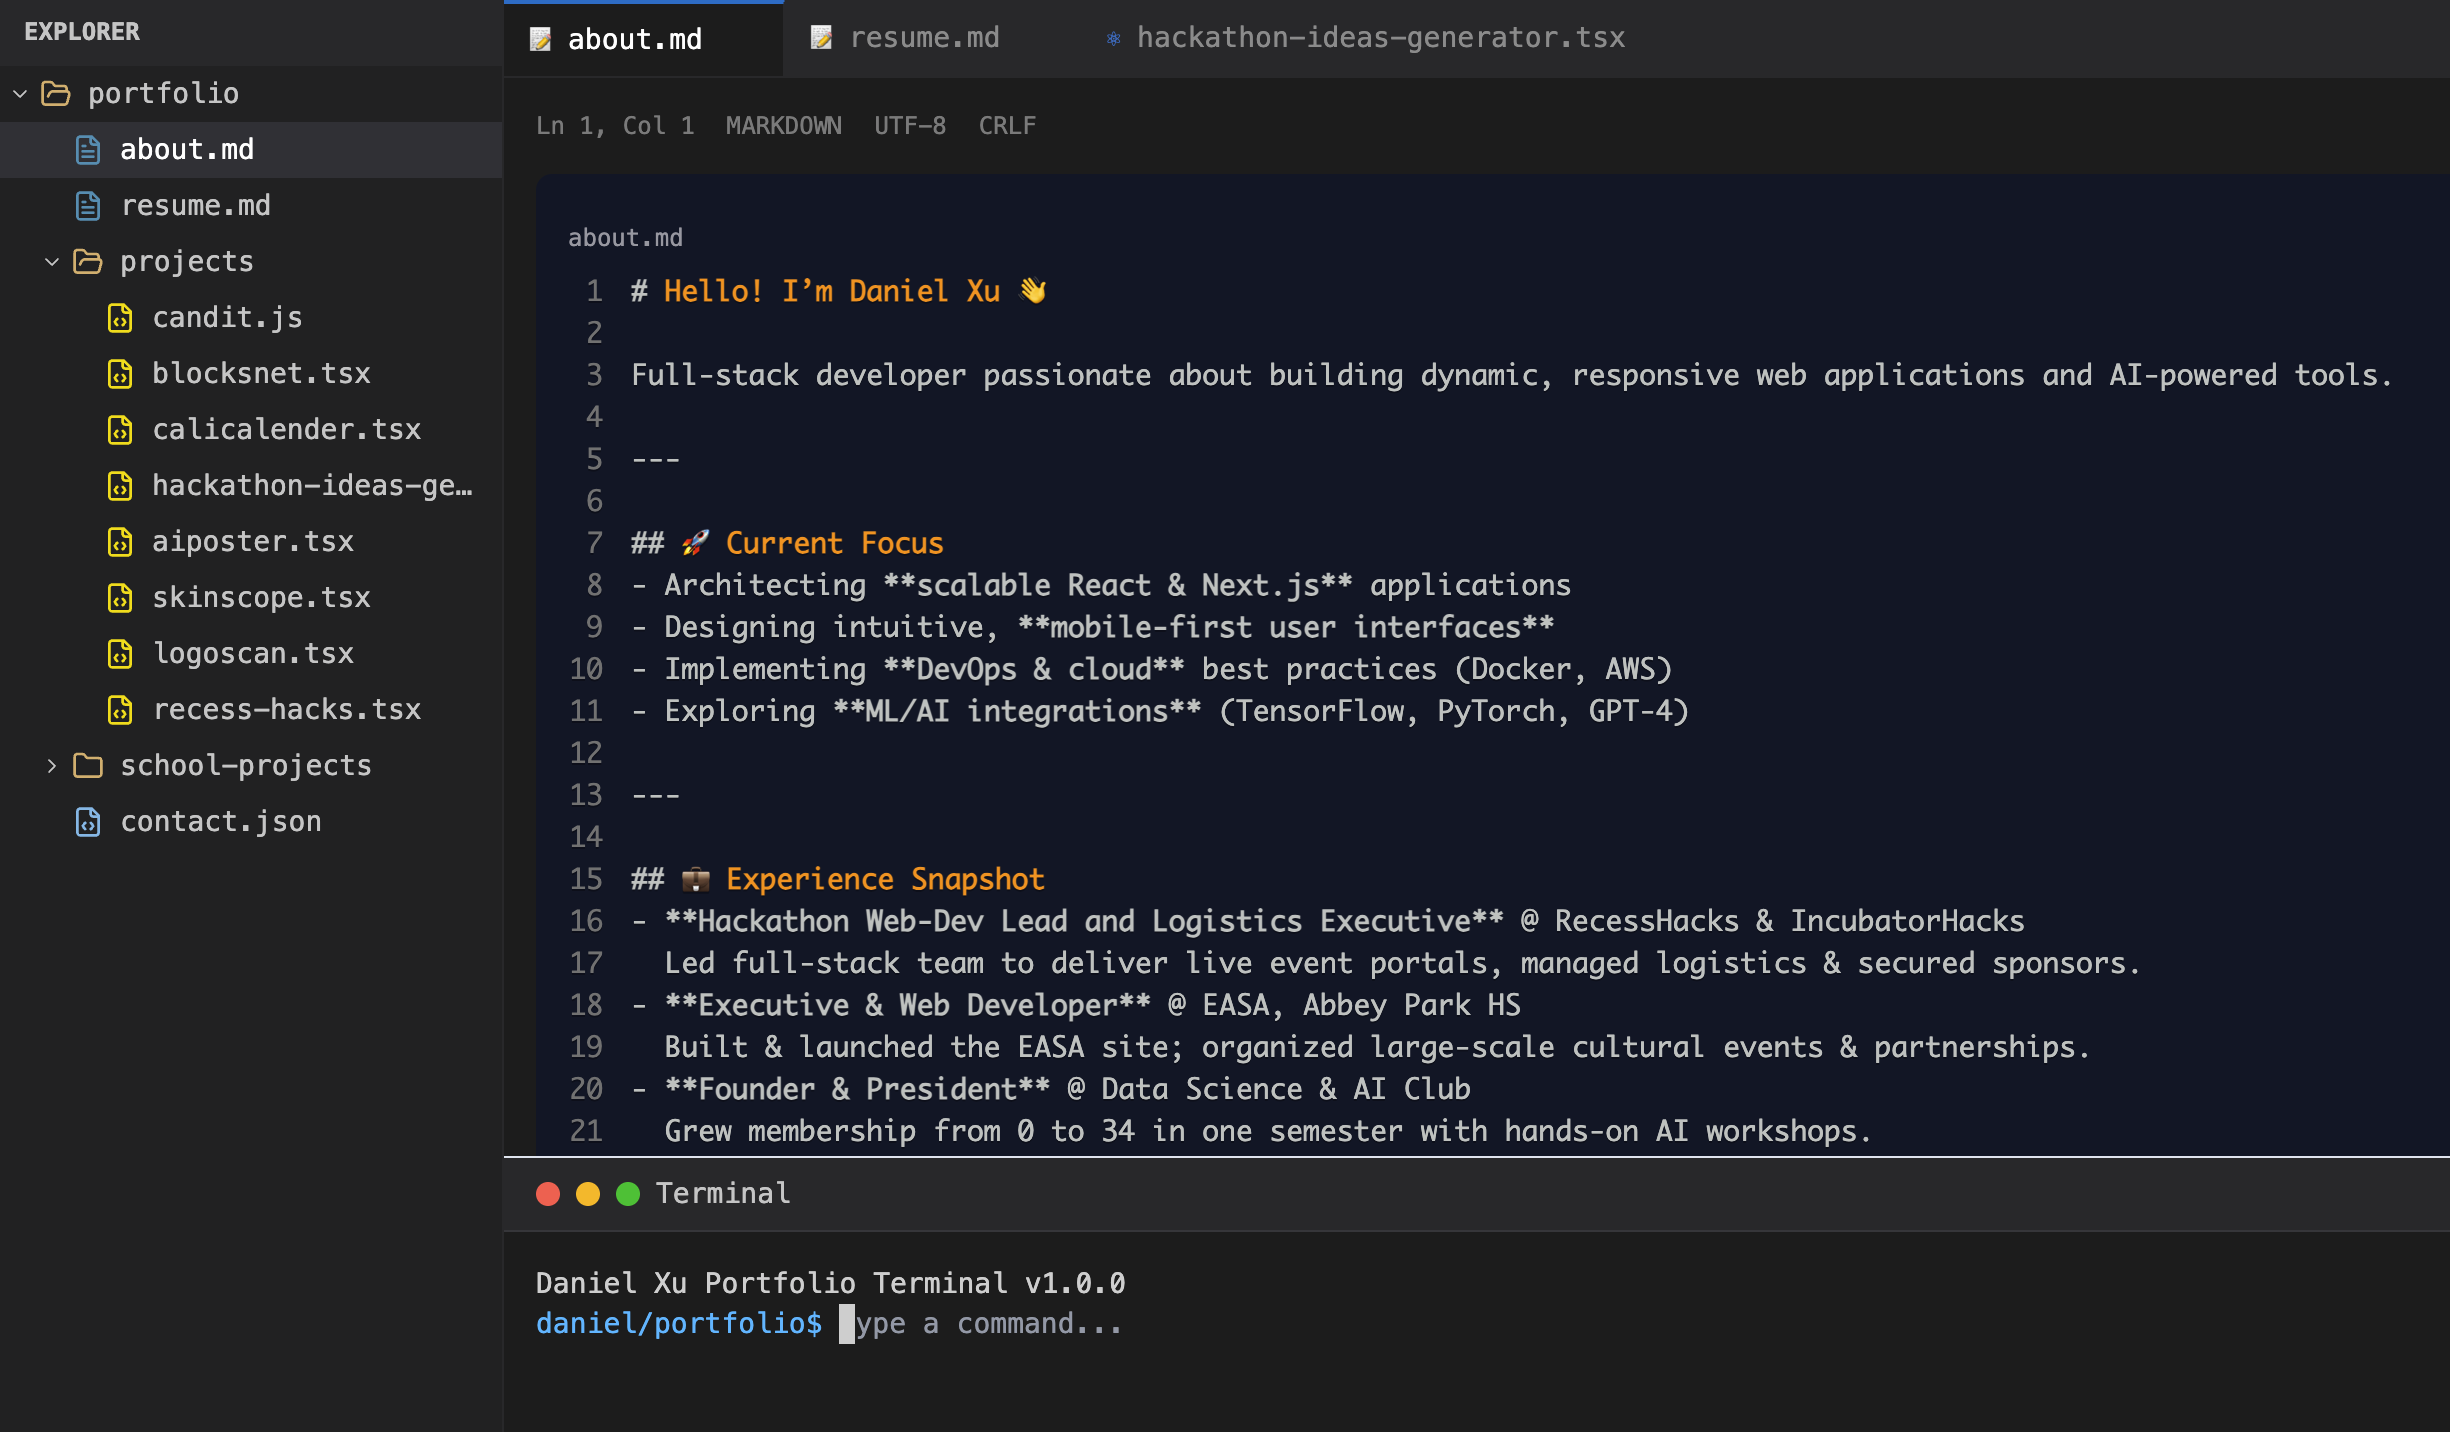 EXPLORER
portfolio
about.md
resume.md
projects
candit.js
blocksnet.tsx
calicalender.tsx
hackathon-ideas-ge…
aiposter.tsx
skinscope.tsx
logoscan.tsx
recess-hacks.tsx
school-projects
contact.json
about.md
resume.md
hackathon-ideas-generator.tsx
Ln 1, Col 1 MARKDOWN UTF-8 CRLF
about.md
1 # Hello! I’m Daniel Xu 👋
2
3 Full-stack developer passionate about building dynamic, responsive web applications and AI-powered tools.
4
5 ---
6
7 ## 🚀 Current Focus
8 - Architecting **scalable React & Next.js** applications
9 - Designing intuitive, **mobile-first user interfaces**
10 - Implementing **DevOps & cloud** best practices (Docker, AWS)
11 - Exploring **ML/AI integrations** (TensorFlow, PyTorch, GPT-4)
12
13 ---
14
15 ## 💼 Experience Snapshot
16 - **Hackathon Web-Dev Lead and Logistics Executive** @ RecessHacks & IncubatorHacks
17 Led full-stack team to deliver live event portals, managed logistics & secured sponsors.
18 - **Executive & Web Developer** @ EASA, Abbey Park HS
19 Built & launched the EASA site; organized large-scale cultural events & partnerships.
20 - **Founder & President** @ Data Science & AI Club
21 Grew membership from 0 to 34 in one semester with hands-on AI workshops.
Terminal
Daniel Xu Portfolio Terminal v1.0.0
daniel/portfolio$ ype a command...